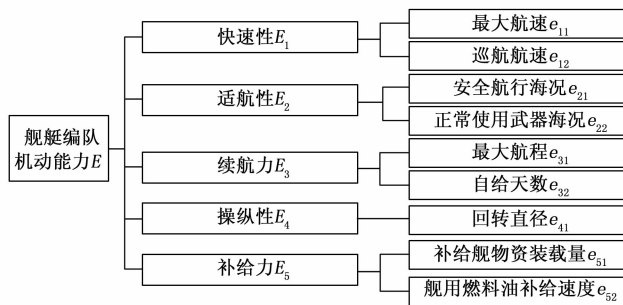 舰艇编队
机动能力E
快速性E₁
最大航速e₁₁
巡航航速e₁₂
适航性E₂
安全航行海况e₂₁
正常使用武器海况e₂₂
续航力E₃
最大航程e₃₁
自给天数e₃₂
操纵性E₄
回转直径e₄₁
补给力E₅
补给舰物资装载量e₅₁
舰用燃料油补给速度e₅₂